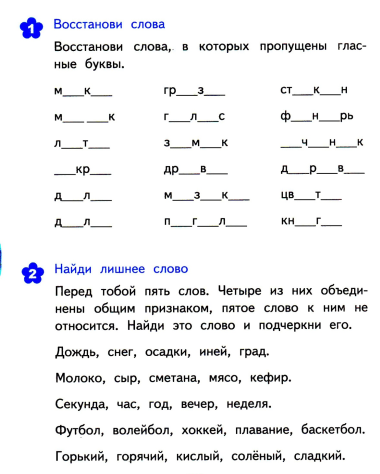 1 Восстанови слова
Восстанови слова, в которых пропущены глас-
ные буквы.
м__к__ гр__з__ ст__к__н
м__ __к г__л__с ф__н__рь
л__т__ з__м__к __ч__н__к
__кр__ др__в__ д__р__в__
д__л__ м__з__к__ цв__т__
д__л__ п__г__л__ кн__г__
2 Найди лишнее слово
Перед тобой пять слов. Четыре из них объеди-
нены общим признаком, пятое слово к ним не
относится. Найди это слово и подчеркни его.
Дождь, снег, осадки, иней, град.
Молоко, сыр, сметана, мясо, кефир.
Секунда, час, год, вечер, неделя.
Футбол, волейбол, хоккей, плавание, баскетбол.
Горький, горячий, кислый, солёный, сладкий.